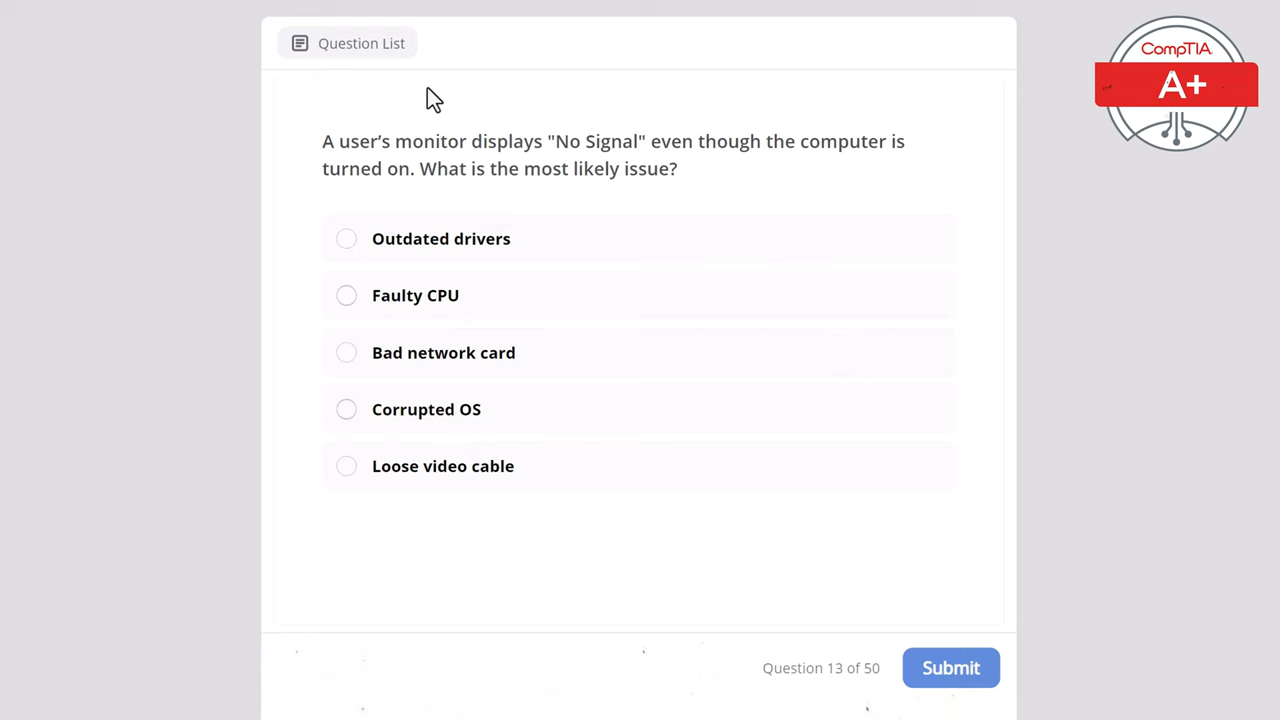 Question List
CompTIA.
A+
A user’s monitor displays "No Signal" even though the computer is
turned on. What is the most likely issue?
Outdated drivers
Faulty CPU
Bad network card
Corrupted OS
Loose video cable
Question 13 of 50
Submit